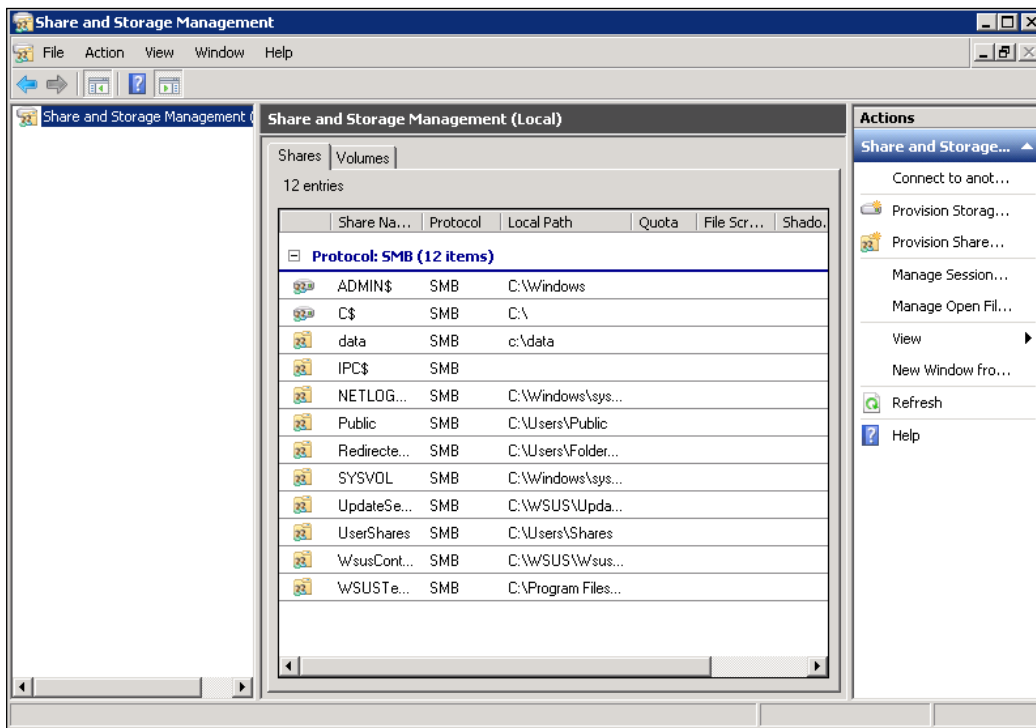 Share and Storage Management
File Action View Window Help
Share and Storage Management (
Share and Storage Management (Local)
Shares Volumes
12 entries
Share Na... Protocol Local Path Quota File Scr... Shado.
Protocol: SMB (12 items)
ADMIN$ SMB C:\Windows
C$ SMB C:\
data SMB c:\data
IPC$ SMB
NETLOG... SMB C:\Windows\sys...
Public SMB C:\Users\Public
Redirecte... SMB C:\Users\Folder...
SYSVOL SMB C:\Windows\sys...
UpdateSe... SMB C:\WSUS\Upda...
UserShares SMB C:\Users\Shares
WsusCont... SMB C:\WSUS\Wsus...
WSUSTe... SMB C:\Program Files...
Actions
Share and Storage...
Connect to anot...
Provision Storag...
Provision Share...
Manage Session...
Manage Open Fil...
View
New Window fro...
Refresh
Help